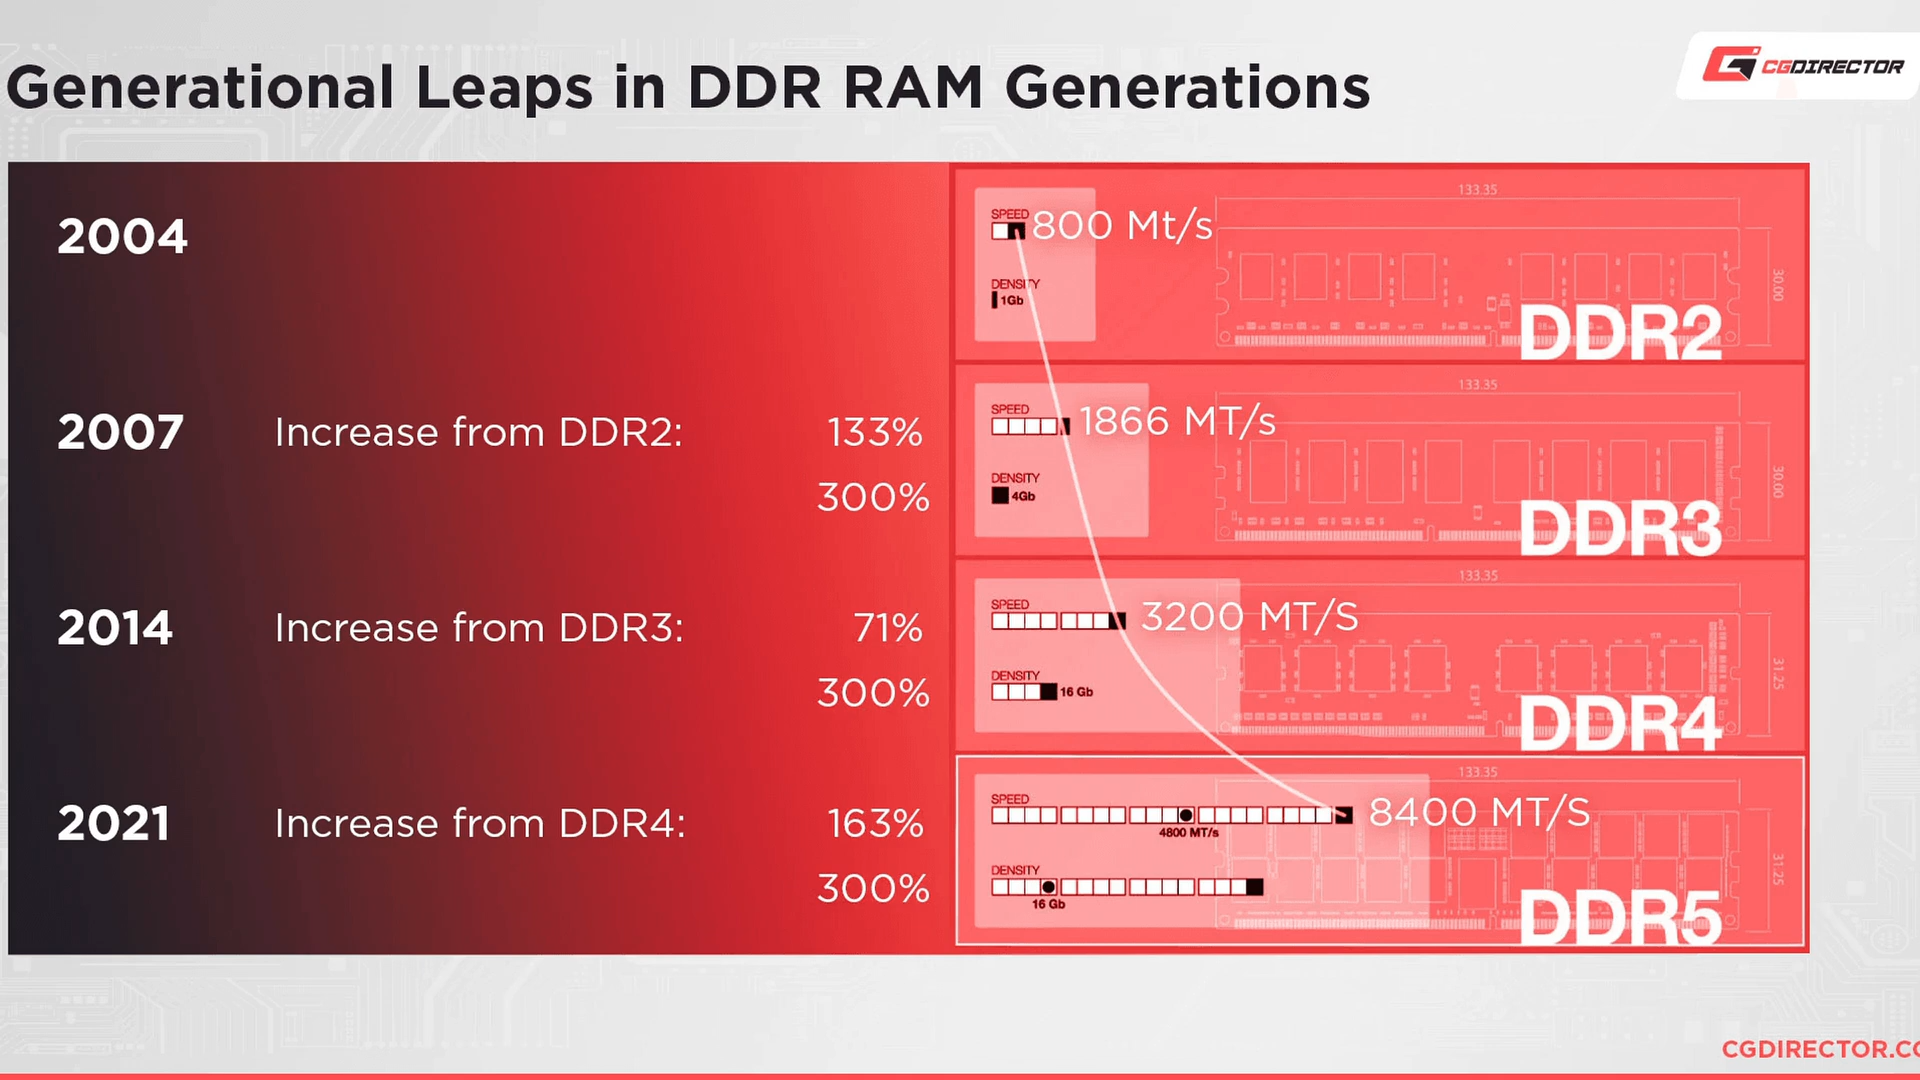 Generational Leaps in DDR RAM Generations
CGDIRECTOR
2004
SPEED
800 Mt/s
DENSITY
1Gb
133.35
30.00
DDR2
2007 Increase from DDR2: 133%
300%
SPEED
1866 MT/s
DENSITY
4Gb
133.35
30.00
DDR3
2014 Increase from DDR3: 71%
300%
SPEED
3200 MT/S
DENSITY
16 Gb
133.35
31.25
DDR4
2021 Increase from DDR4: 163%
300%
SPEED
8400 MT/S
4800 MT/s
DENSITY
16 Gb
133.35
31.25
DDR5
CGDIRECTOR.CO